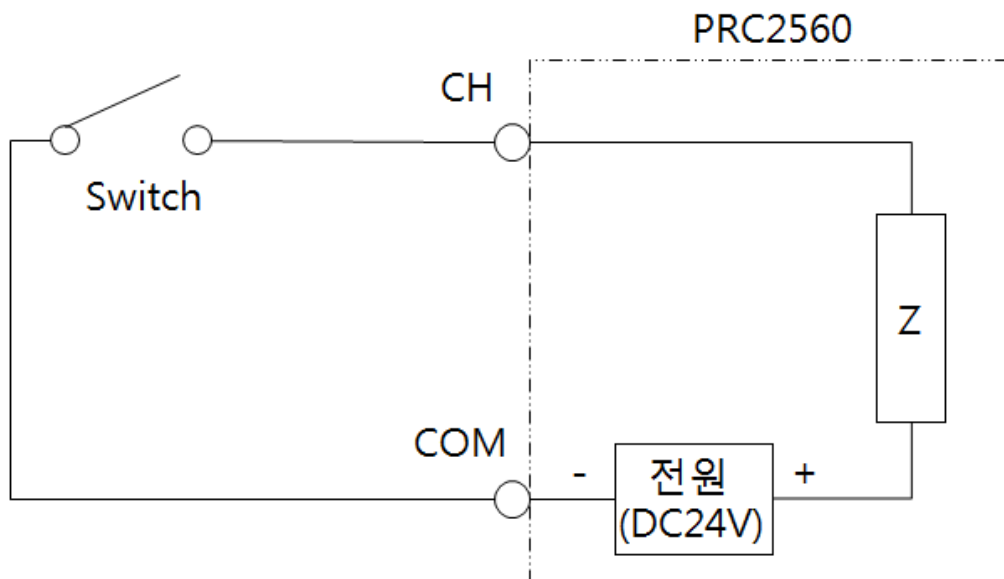 PRC2560
CH
Switch
Z
COM
-
전원
+
(DC24V)